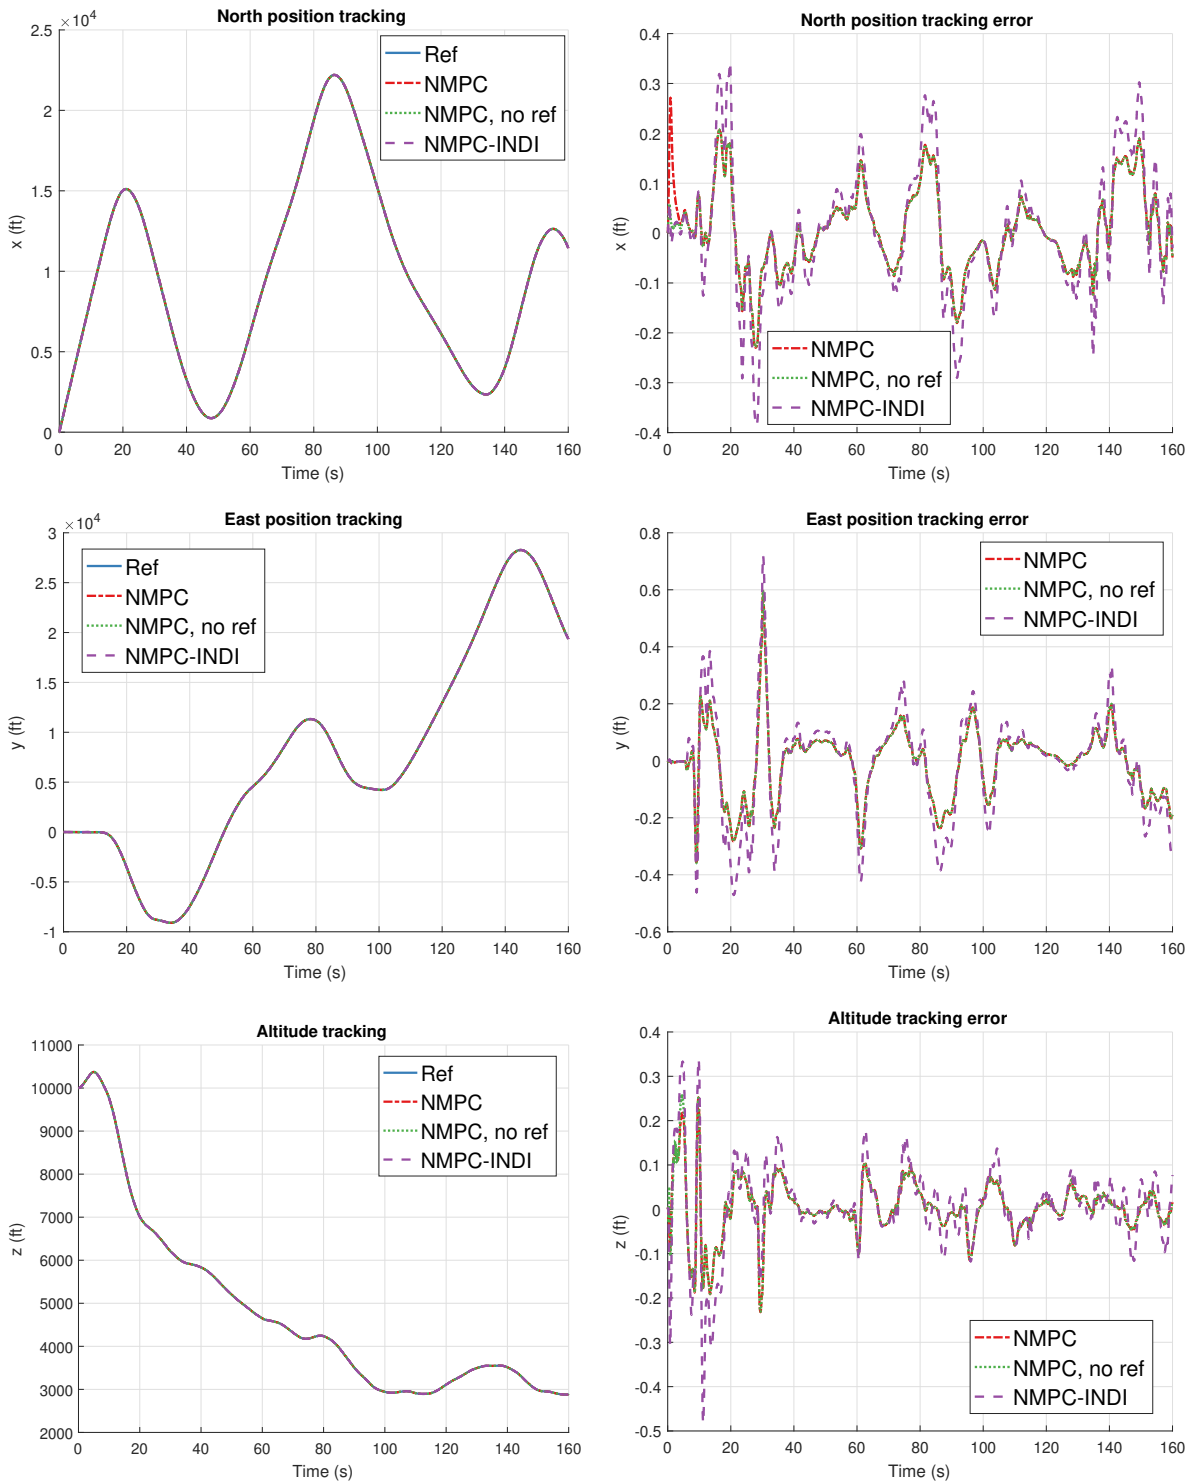 North position tracking
×10⁴
2.5
2
1.5
1
0.5
0
x (ft)
0 20 40 60 80 100 120 140 160
Time (s)
Ref
NMPC
NMPC, no ref
NMPC-INDI
North position tracking error
0.4
0.3
0.2
0.1
0
-0.1
-0.2
-0.3
-0.4
x (ft)
0 20 40 60 80 100 120 140 160
Time (s)
NMPC
NMPC, no ref
NMPC-INDI
East position tracking
×10⁴
3
2.5
2
1.5
1
0.5
0
-0.5
-1
y (ft)
0 20 40 60 80 100 120 140 160
Time (s)
Ref
NMPC
NMPC, no ref
NMPC-INDI
East position tracking error
0.8
0.6
0.4
0.2
0
-0.2
-0.4
-0.6
y (ft)
0 20 40 60 80 100 120 140 160
Time (s)
NMPC
NMPC, no ref
NMPC-INDI
Altitude tracking
11000
10000
9000
8000
7000
6000
5000
4000
3000
2000
z (ft)
0 20 40 60 80 100 120 140 160
Time (s)
Ref
NMPC
NMPC, no ref
NMPC-INDI
Altitude tracking error
0.4
0.3
0.2
0.1
0
-0.1
-0.2
-0.3
-0.4
-0.5
z (ft)
0 20 40 60 80 100 120 140 160
Time (s)
NMPC
NMPC, no ref
NMPC-INDI